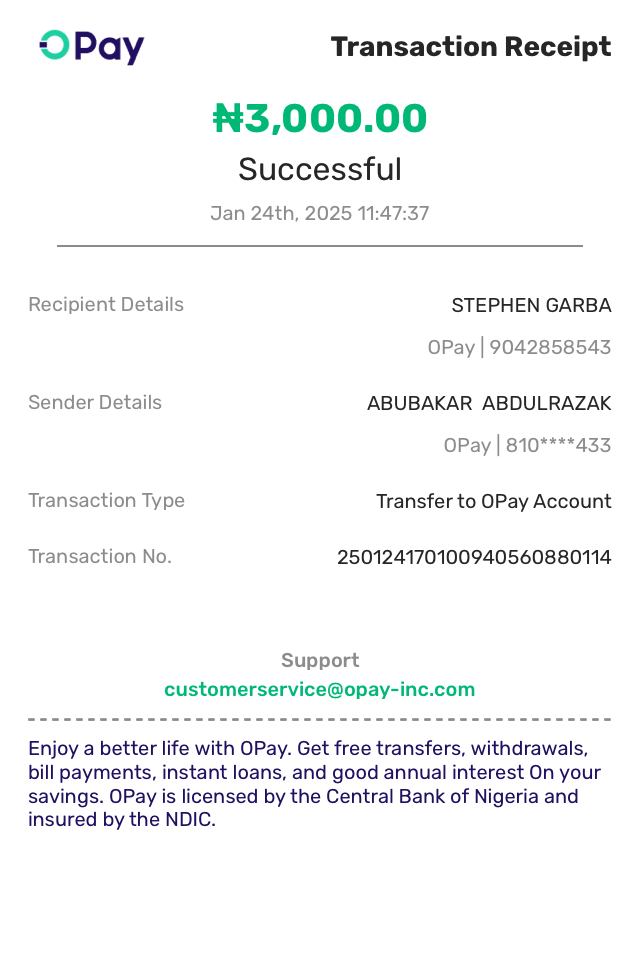 OPay
Transaction Receipt
₦3,000.00
Successful
Jan 24th, 2025 11:47:37
Recipient Details
STEPHEN GARBA
OPay | 9042858543
Sender Details
ABUBAKAR  ABDULRAZAK
OPay | 810****433
Transaction Type
Transfer to OPay Account
Transaction No.
250124170100940560880114
Support
customerservice@opay-inc.com
Enjoy a better life with OPay. Get free transfers, withdrawals,
bill payments, instant loans, and good annual interest On your
savings. OPay is licensed by the Central Bank of Nigeria and
insured by the NDIC.